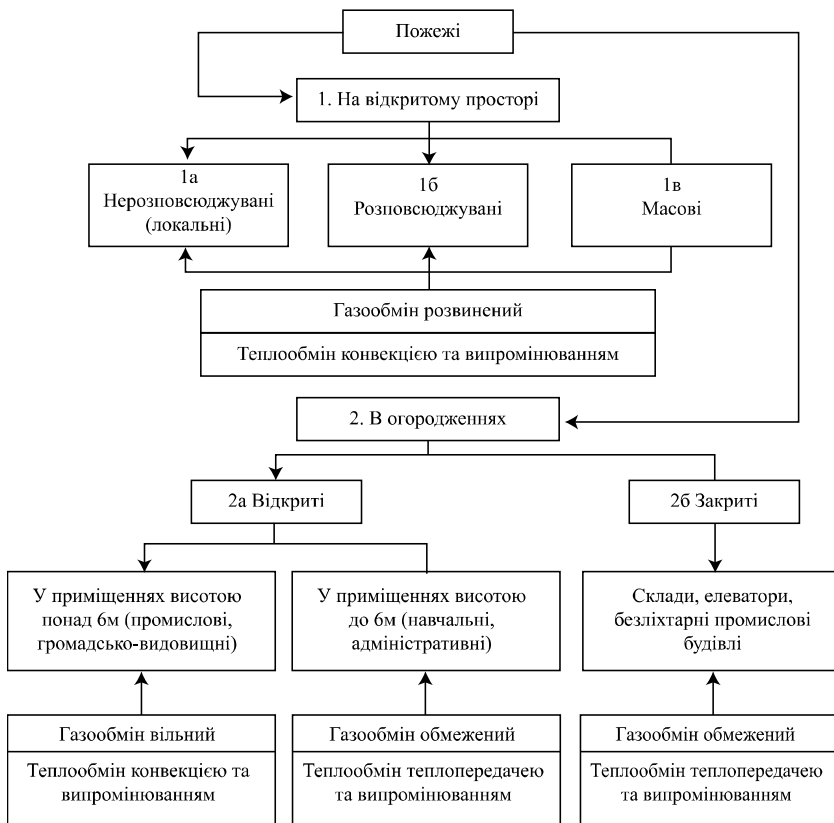 Пожежі
1. На відкритому просторі
1а
Нерозповсюджувані
(локальні)
1б
Розповсюджувані
1в
Масові
Газообмін розвинений
Теплообмін конвекцією та випромінюванням
2. В огородженнях
2а Відкриті
2б Закриті
У приміщеннях висотою
понад 6м (промислові,
громадсько-видовищні)
У приміщеннях висотою
до 6м (навчальні,
адміністративні)
Склади, елеватори,
безліхтарні промислові
будівлі
Газообмін вільний
Теплообмін конвекцією та
випромінюванням
Газообмін обмежений
Теплообмін теплопередачею
та випромінюванням
Газообмін обмежений
Теплообмін теплопередачею
та випромінюванням